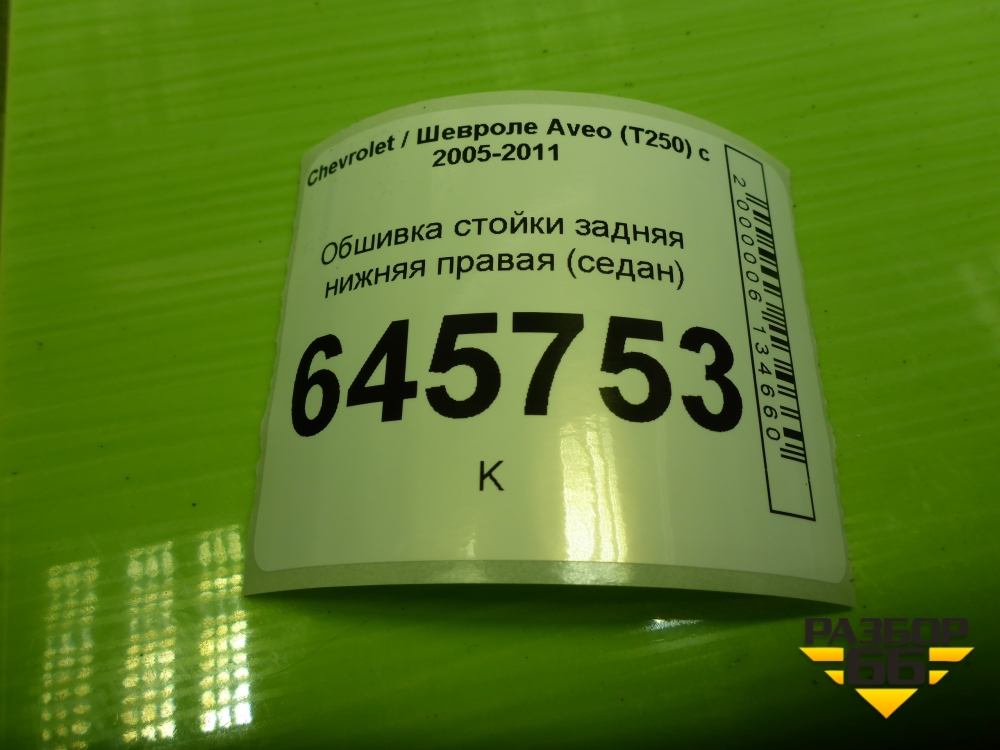 Chevrolet / Шевроле Aveo (T250) с
2005-2011
Обшивка стойки задняя
нижняя правая (седан)
645753
К
2000006134660
РАЗБОР
66